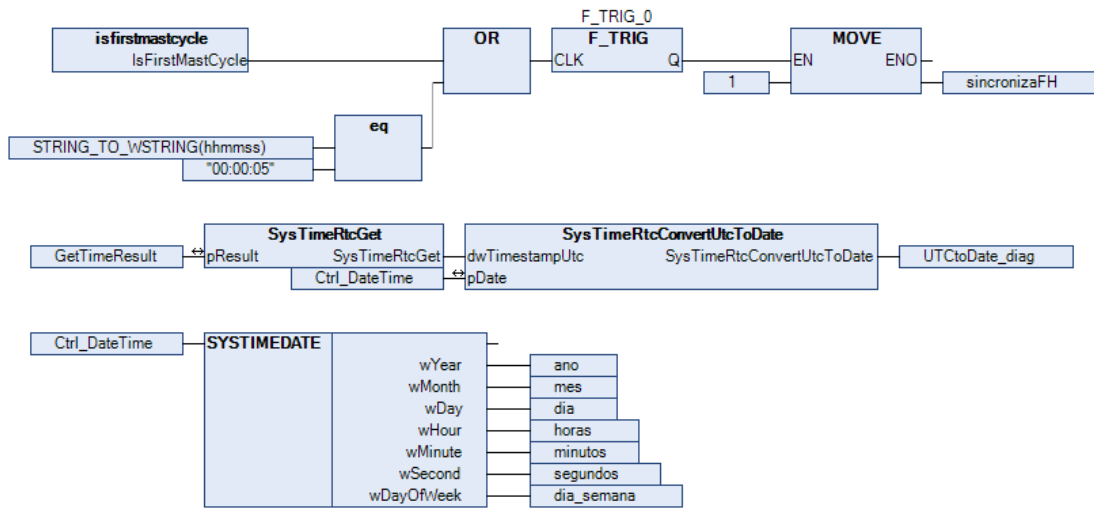 F_TRIG_0
isfirstmastcycle OR F_TRIG MOVE
IsFirstMastCycle CLK Q EN ENO
1 sincronizaFH
eq
STRING_TO_WSTRING(hhmmss)
"00:00:05"
SysTimeRtcGet SysTimeRtcConvertUtcToDate
GetTimeResult pResult SysTimeRtcGet dwTimestampUtc SysTimeRtcConvertUtcToDate UTCtoDate_diag
Ctrl_DateTime pDate
Ctrl_DateTime SYSTIMEDATE
wYear ano
wMonth mes
wDay dia
wHour horas
wMinute minutos
wSecond segundos
wDayOfWeek dia_semana